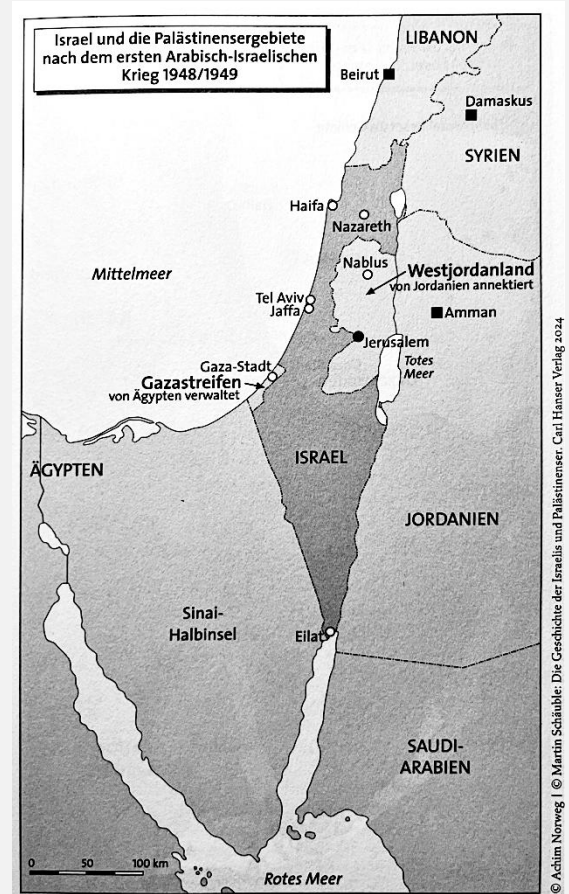 Israel und die Palästinensergebiete
nach dem ersten Arabisch-Israelischen
Krieg 1948/1949
LIBANON
Beirut
Damaskus
SYRIEN
Haifa
Nazareth
Mittelmeer
Nablus
Westjordanland
von Jordanien annektiert
Tel Aviv
Jaffa
Amman
Jerusalem
Totes
Meer
Gaza-Stadt
Gazastreifen
von Ägypten verwaltet
ISRAEL
ÄGYPTEN
JORDANIEN
Sinai-
Halbinsel
Eilat
SAUDI-
ARABIEN
0 50 100 km
Rotes Meer
© Achim Norweg | © Martin Schäuble: Die Geschichte der Israelis und Palästinenser. Carl Hanser Verlag 2024